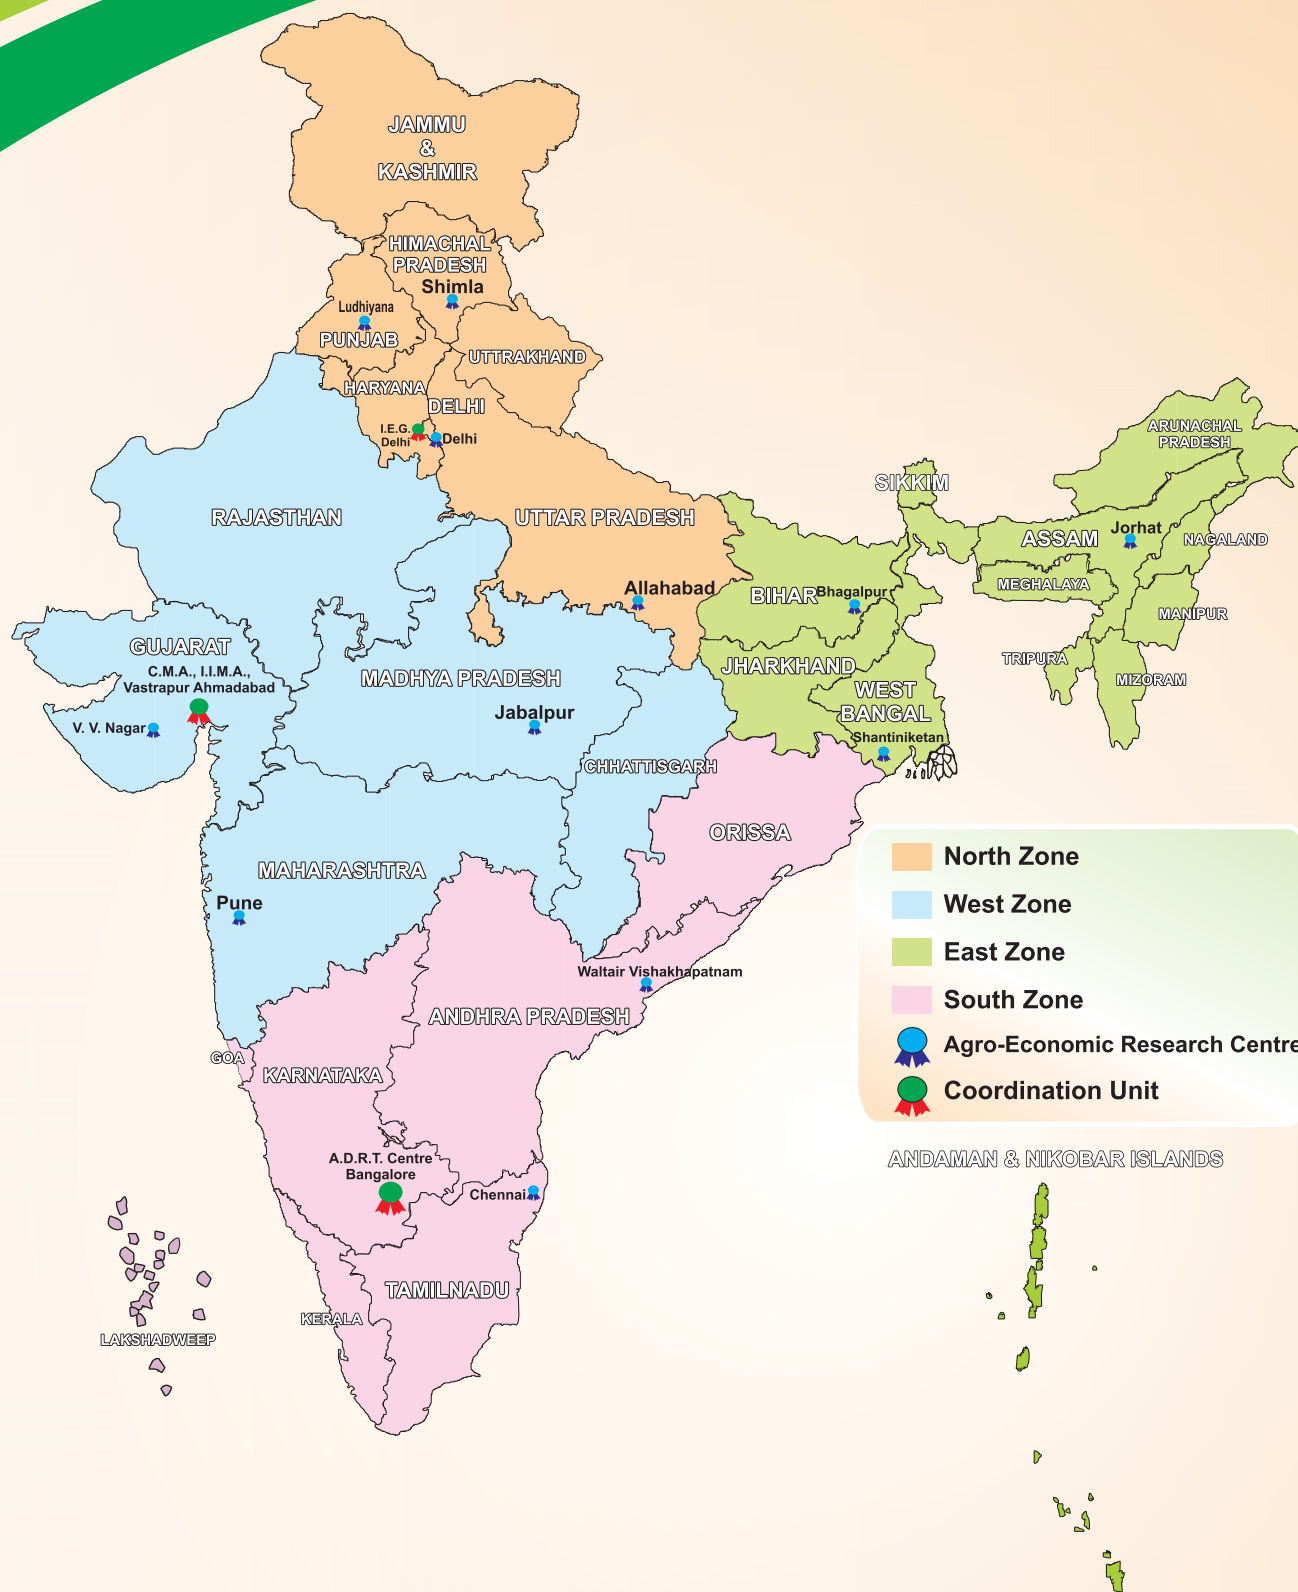 JAMMU
&
KASHMIR
HIMACHAL
PRADESH
Shimla
Ludhiyana
PUNJAB
UTTRAKHAND
HARYANA
DELHI
I.E.G.
Delhi
Delhi
RAJASTHAN
UTTAR PRADESH
Allahabad
SIKKIM
ARUNACHAL
PRADESH
ASSAM
Jorhat
NAGALAND
MEGHALAYA
MANIPUR
TRIPURA
MIZORAM
BIHAR
Bhagalpur
JHARKHAND
WEST
BANGAL
Shantiniketan
GUJARAT
C.M.A., I.I.M.A.,
Vastrapur Ahmadabad
V. V. Nagar
MADHYA PRADESH
Jabalpur
CHHATTISGARH
ORISSA
MAHARASHTRA
Pune
Waltair Vishakhapatnam
ANDHRA PRADESH
GOA
KARNATAKA
A.D.R.T. Centre
Bangalore
Chennai
TAMILNADU
KERALA
LAKSHADWEEP
North Zone
West Zone
East Zone
South Zone
Agro-Economic Research Centre
Coordination Unit
ANDAMAN & NIKOBAR ISLANDS